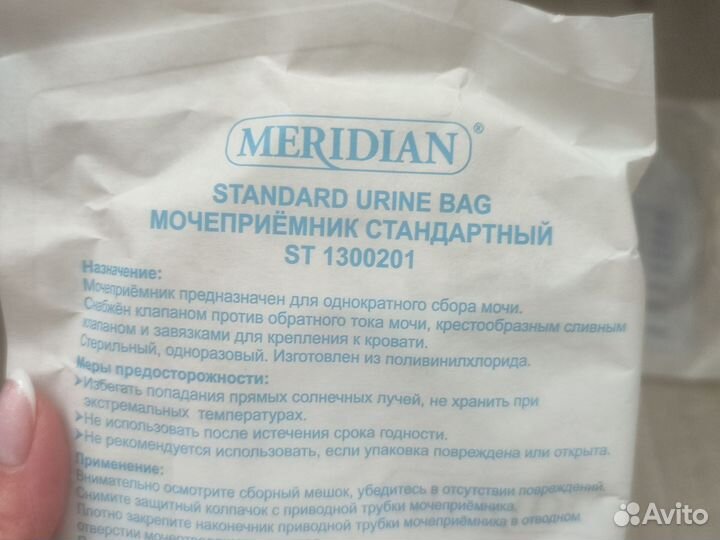 MERIDIAN®
STANDARD URINE BAG
МОЧЕПРИЁМНИК СТАНДАРТНЫЙ
ST 1300201
Назначение:
Мочеприёмник предназначен для однократного сбора мочи.
Снабжён клапаном против обратного тока мочи, крестообразным сливным
клапаном и завязками для крепления к кровати.
Стерильный, одноразовый. Изготовлен из поливинилхлорида.
Меры предосторожности:
➤Избегать попадания прямых солнечных лучей, не хранить при
экстремальных температурах.
➤Не использовать после истечения срока годности.
➤Не рекомендуется использовать, если упаковка повреждена или открыта.
Применение:
Внимательно осмотрите сборный мешок, убедитесь в отсутствии повреждений.
Снимите защитный колпачок с приводной трубки мочеприёмника.
Плотно закрепите наконечник приводной трубки мочеприёмника в отводном
отверстии
Avito